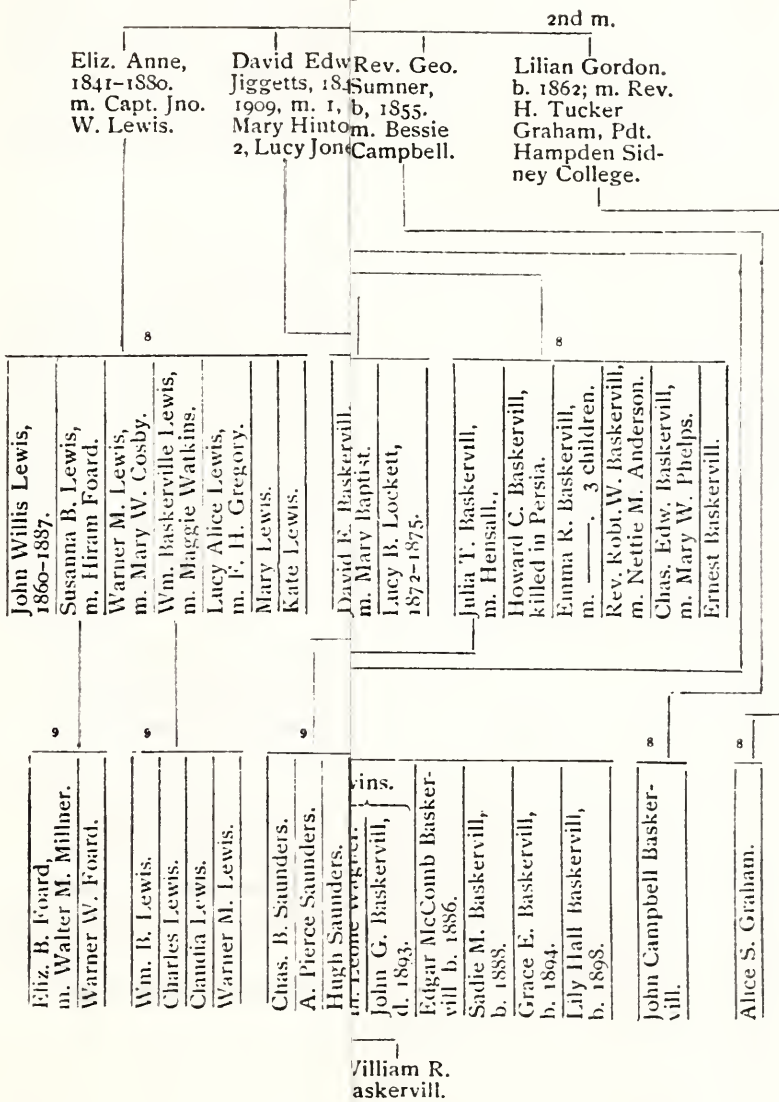 2nd m.
Eliz. Anne,
1841-1880.
m. Capt. Jno.
W. Lewis.
David Edw
Jiggetts, 184
1909, m. 1,
Mary Hinto
2, Lucy Jone
Rev. Geo.
Sumner,
b, 1855.
m. Bessie
Campbell.
Lilian Gordon.
b. 1862; m. Rev.
H. Tucker
Graham, Pdt.
Hampden Sid-
ney College.
8
John Willis Lewis,
1860-1887.
Susanna B. Lewis,
m. Hiram Foard.
Warner M. Lewis,
m. Mary W. Cosby.
Wm. Baskerville Lewis,
m. Maggie Watkins.
Lucy Alice Lewis,
m. F. H. Gregory.
Mary Lewis.
Kate Lewis.
David E. Baskervill.
m. Mary Baptist.
Lucy B. Lockett,
1872-1875.
8
Julia T. Baskervill,
m. Hensall.,
Howard C. Baskervill,
killed in Persia.
Emma R. Baskervill,
m. ——. 3 children.
Rev. Robt. W. Baskervill,
m. Nettie M. Anderson.
Chas. Edw. Baskervill,
m. Mary W. Phelps.
Ernest Baskervill.
9
Eliz. B. Foard,
m. Walter M. Millner.
Warner W. Foard.
9
Wm. B. Lewis.
Charles Lewis.
Claudia Lewis.
Warner M. Lewis.
9
Chas. B. Saunders.
A. Pierce Saunders.
Hugh Saunders.
vins.
m. Leone Wagner.
John G. Baskervill,
d. 1893.
Edgar McComb Basker-
vill b. 1886.
Sadie M. Baskervill,
b. 1888.
Grace E. Baskervill,
b. 1894.
Lily Hall Baskervill,
b. 1898.
8
John Campbell Basker-
vill.
8
Alice S. Graham.
Villiam R.
askervill.